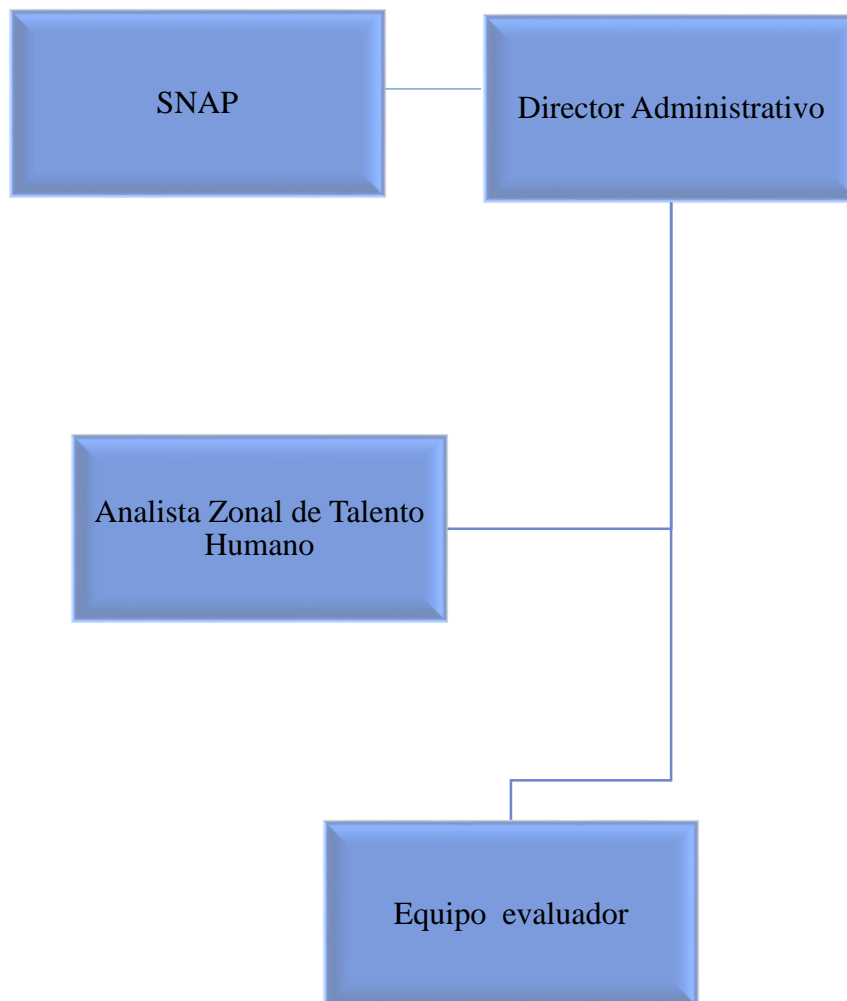 SNAP
Director Administrativo
Analista Zonal de Talento
Humano
Equipo evaluador